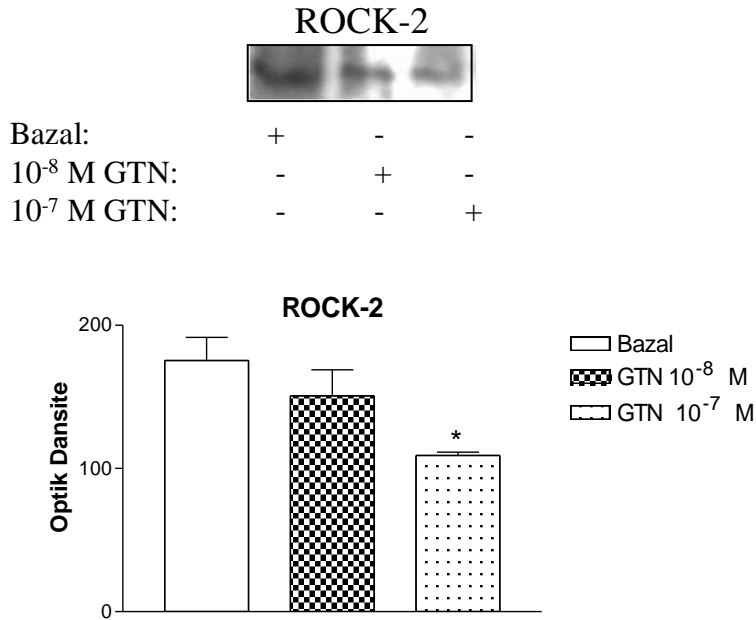 ROCK-2
Bazal: + - -
10⁻⁸ M GTN: - + -
10⁻⁷ M GTN: - - +
ROCK-2
200
100
0
Optik Dansite
*
Bazal
GTN 10⁻⁸ M
GTN 10⁻⁷ M